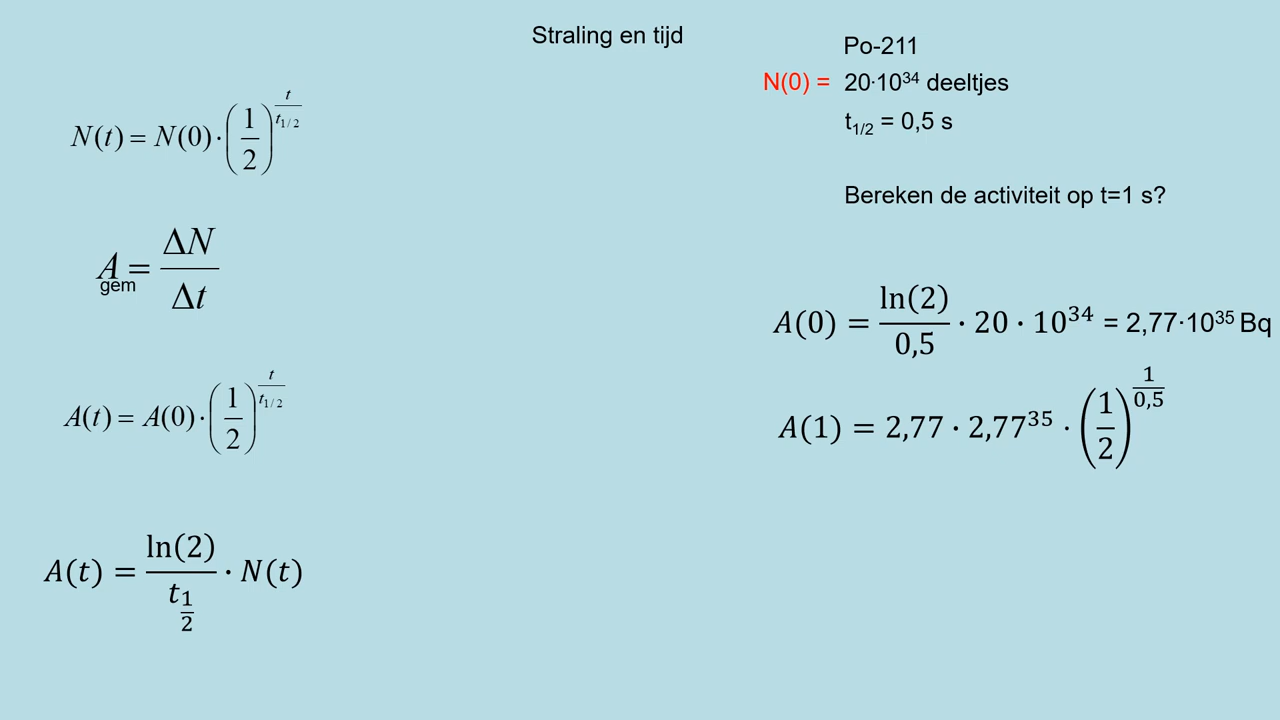 Straling en tijd
N(t) = N(0)·(1/2)^(t/t₁/₂)
A gem = ΔN/Δt
A(t) = A(0)·(1/2)^(t/t₁/₂)
A(t) = ln(2)/t½ · N(t)
Po-211
N(0) = 20·10³⁴ deeltjes
t₁/₂ = 0,5 s
Bereken de activiteit op t=1 s?
A(0) = ln(2)/0,5 · 20 · 10³⁴ = 2,77·10³⁵ Bq
A(1) = 2,77 · 2,77³⁵ · (1/2)^(1/0,5)